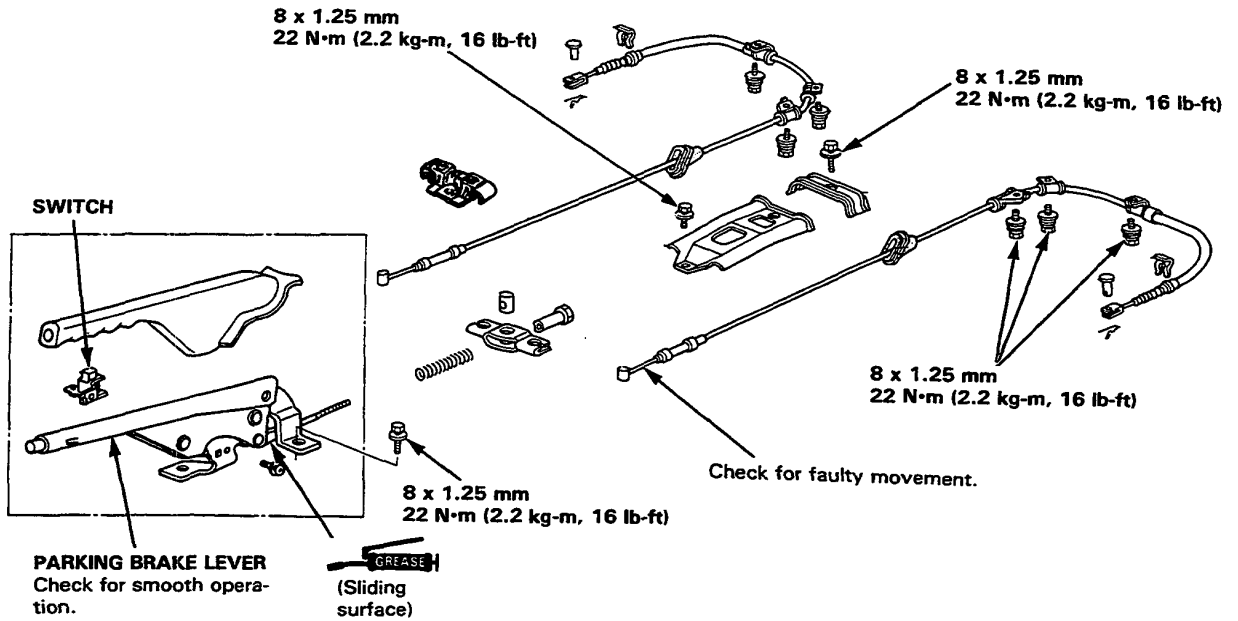 8 x 1.25 mm
22 N•m (2.2 kg-m, 16 lb-ft)
8 x 1.25 mm
22 N•m (2.2 kg-m, 16 lb-ft)
SWITCH
8 x 1.25 mm
22 N•m (2.2 kg-m, 16 lb-ft)
Check for faulty movement.
8 x 1.25 mm
22 N•m (2.2 kg-m, 16 lb-ft)
PARKING BRAKE LEVER
Check for smooth opera-
tion.
GREASE
(Sliding
surface)